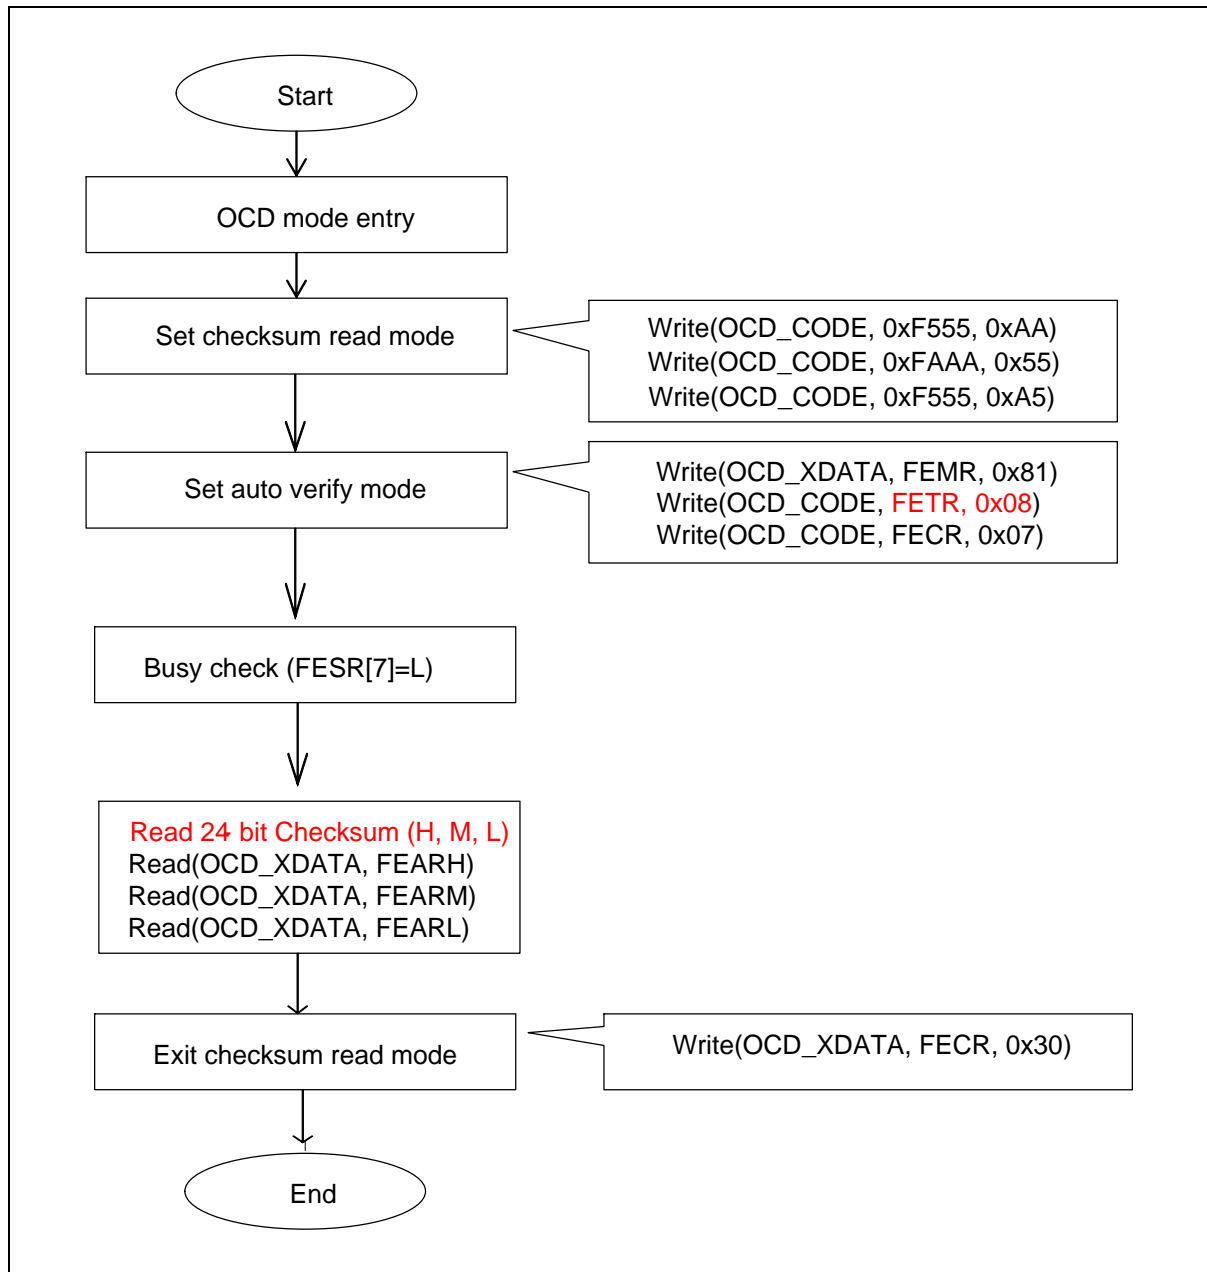 Start
OCD mode entry
Set checksum read mode
Write(OCD_CODE, 0xF555, 0xAA)
Write(OCD_CODE, 0xFAAA, 0x55)
Write(OCD_CODE, 0xF555, 0xA5)
Set auto verify mode
Write(OCD_XDATA, FEMR, 0x81)
Write(OCD_CODE, FETR, 0x08)
Write(OCD_CODE, FECR, 0x07)
Busy check (FESR[7]=L)
Read 24-bit Checksum (H, M, L)
Read(OCD_XDATA, FEARH)
Read(OCD_XDATA, FEARM)
Read(OCD_XDATA, FEARL)
Exit checksum read mode
Write(OCD_XDATA, FECR, 0x30)
End